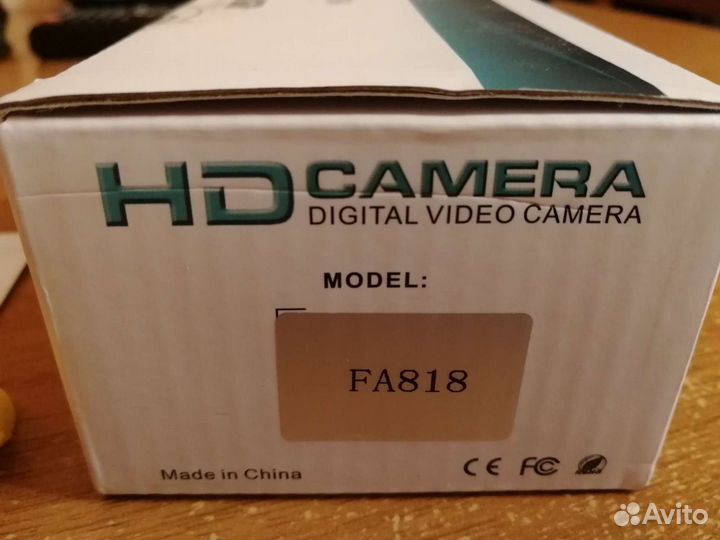 HD CAMERA
DIGITAL VIDEO CAMERA
MODEL:
FA818
Made in China
CE FC
Avito